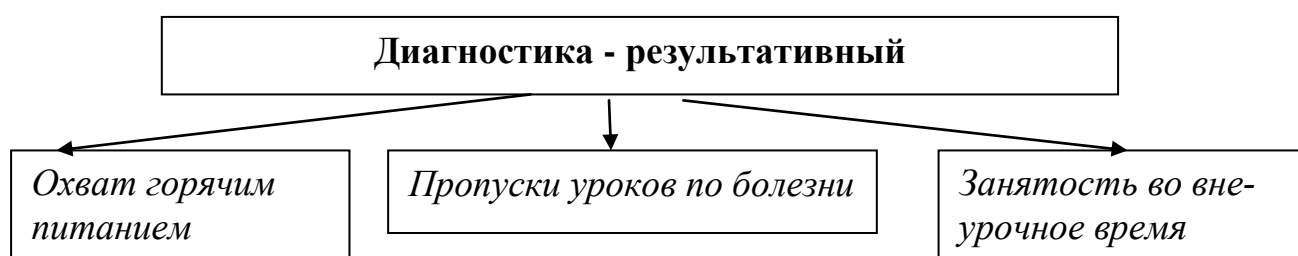 Диагностика - результативный
Охват горячим
питанием
Пропуски уроков по болезни
Занятость во вне-
урочное время